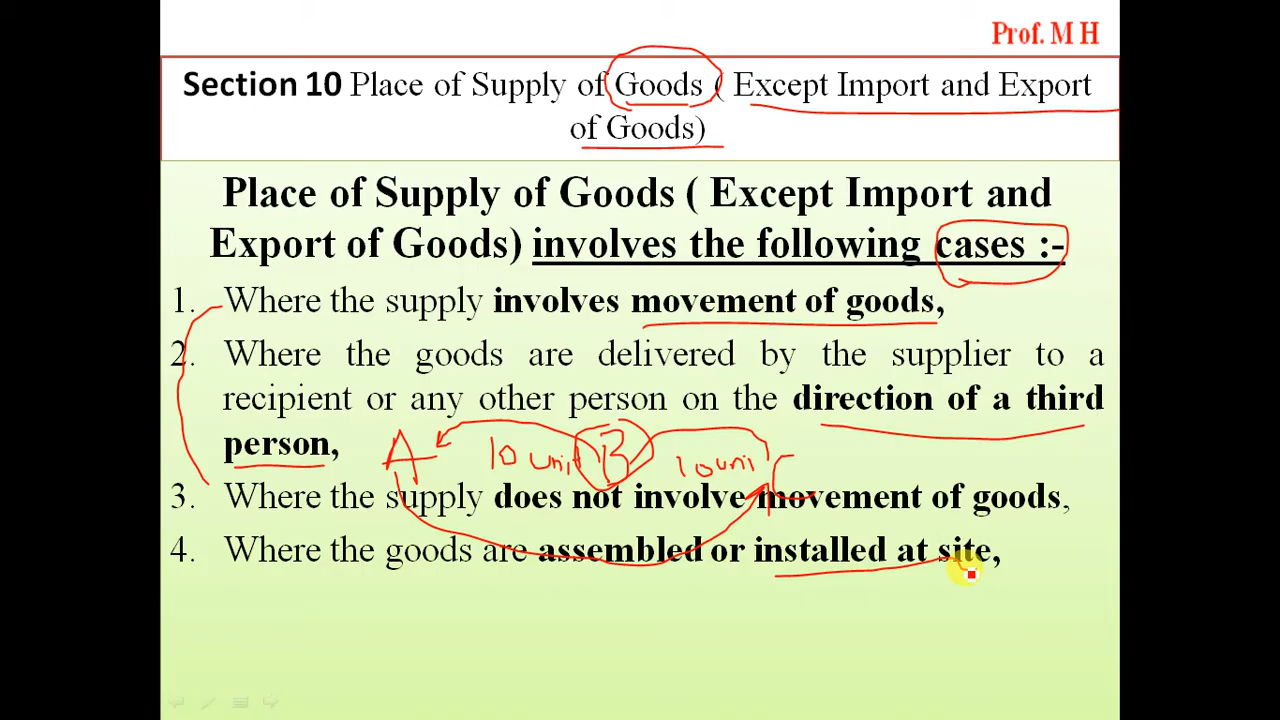 Prof. M H
Section 10 Place of Supply of Goods ( Except Import and Export
of Goods)
Place of Supply of Goods ( Except Import and
Export of Goods) involves the following cases :-
1. Where the supply involves movement of goods,
2. Where the goods are delivered by the supplier to a
recipient or any other person on the direction of a third
person,
A 10 unit B 10 uni
3. Where the supply does not involve movement of goods,
4. Where the goods are assembled or installed at site,